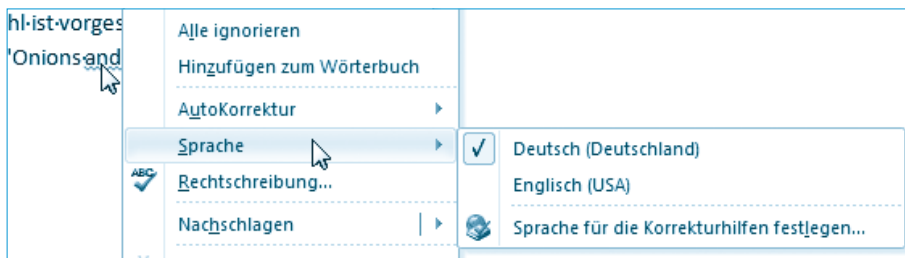 hl·ist·vorges
'Onions·and
Alle ignorieren
Hinzufügen zum Wörterbuch
AutoKorrektur
Sprache
ABC
Rechtschreibung...
Nachschlagen
Deutsch (Deutschland)
Englisch (USA)
Sprache für die Korrekturhilfen festlegen...